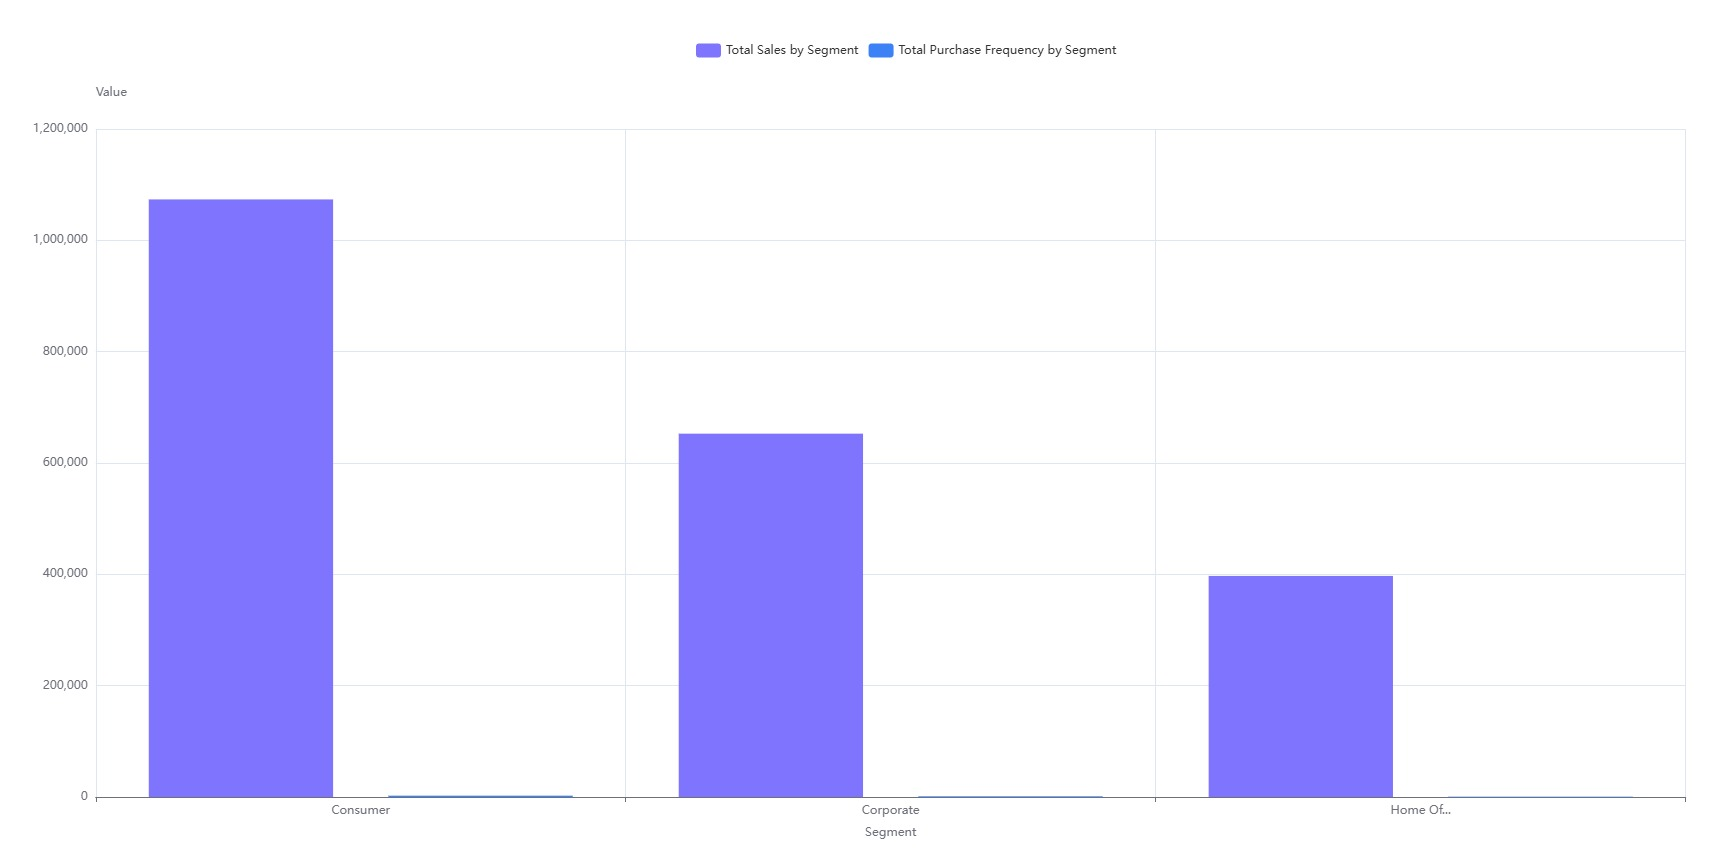 Total Sales by Segment Total Purchase Frequency by Segment
Value
1,200,000
1,000,000
800,000
600,000
400,000
200,000
0
Consumer Corporate Home Of...
Segment